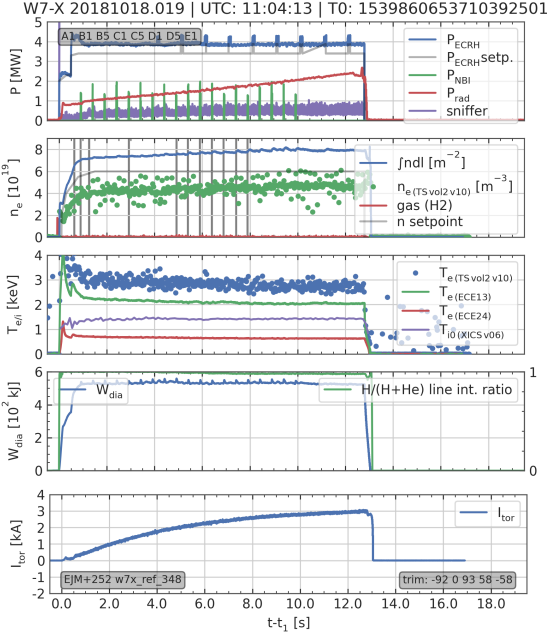 W7-X 20181018.019 | UTC: 11:04:13 | T0: 1539860653710392501
A1 B1 B5 C1 C5 D1 D5 E1
P [MW]
5
4
3
2
1
0
P_ECRH
P_ECRH setp.
P_NBI
P_rad
sniffer
n_e [10^19]
8
6
4
2
0
∫ndl [m^-2]
n_e (TS vol2 v10) [m^-3]
gas (H2)
n setpoint
T_e/i [keV]
4
3
2
1
0
T_e (TS vol2 v10)
T_e (ECE13)
T_e (ECE24)
T_i0 (XICS v06)
W_dia [10^2 kJ]
6
4
2
0
W_dia
H/(H+He) line int. ratio
1
0
I_tor [kA]
4
3
2
1
0
-1
-2
I_tor
EJM+252 w7x_ref_348
trim: -92 0 93 58 -58
-2.0 0.0 2.0 4.0 6.0 8.0 10.0 12.0 14.0 16.0 18.0
t-t_1 [s]